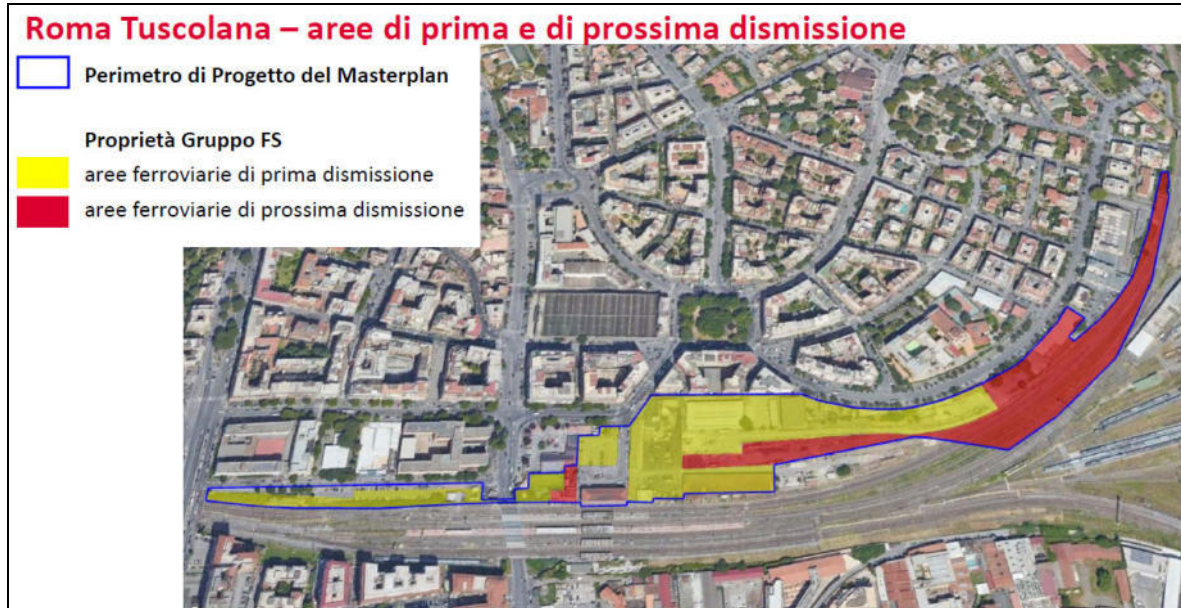 Roma Tuscolana – aree di prima e di prossima dismissione
Perimetro di Progetto del Masterplan
Proprietà Gruppo FS
aree ferroviarie di prima dismissione
aree ferroviarie di prossima dismissione